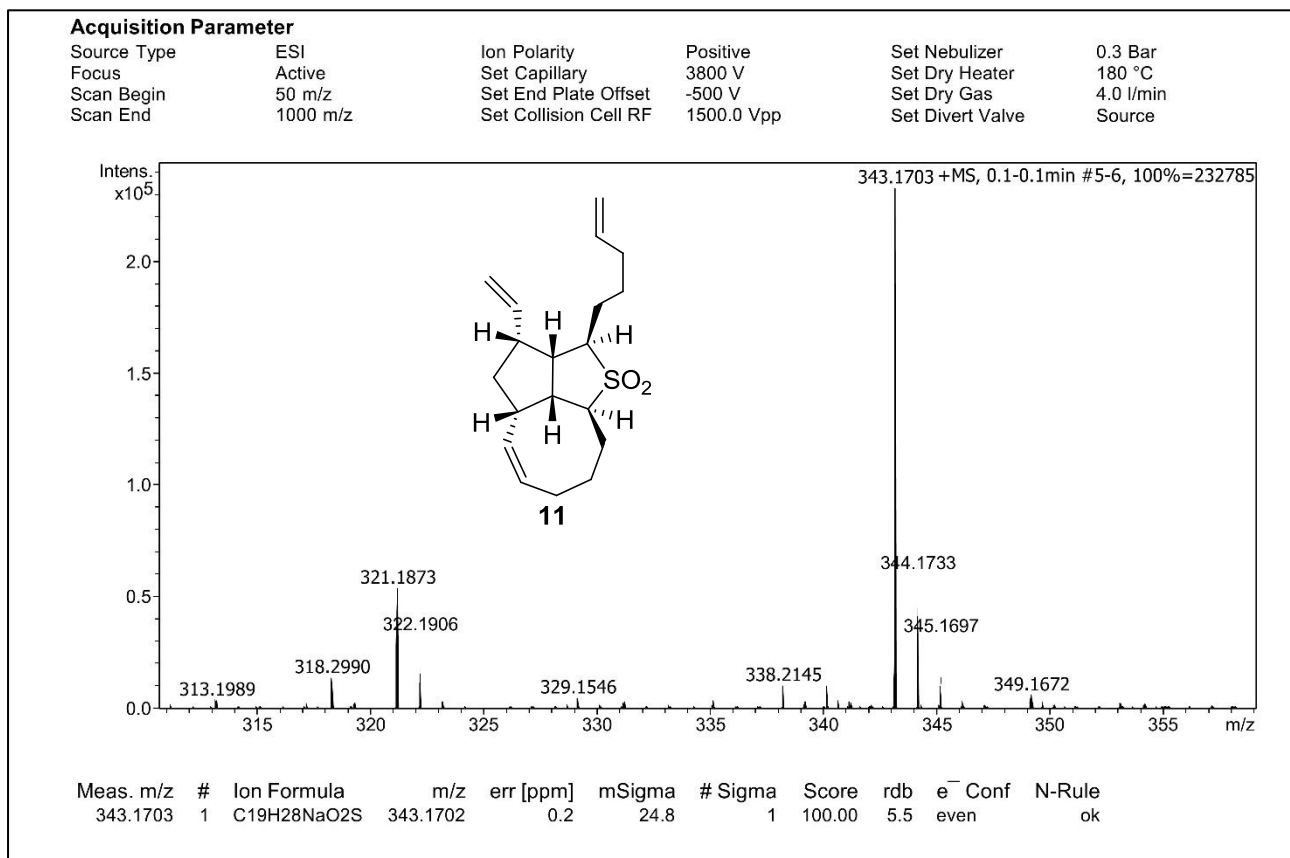 Acquisition Parameter
Source Type ESI Ion Polarity Positive Set Nebulizer 0.3 Bar
Focus Active Set Capillary 3800 V Set Dry Heater 180 °C
Scan Begin 50 m/z Set End Plate Offset -500 V Set Dry Gas 4.0 l/min
Scan End 1000 m/z Set Collision Cell RF 1500.0 Vpp Set Divert Valve Source
Intens.
x10⁵
343.1703 +MS, 0.1-0.1min #5-6, 100%=232785
2.0
H
H
H
1.5
SO₂
H
H
H
1.0
11
344.1733
321.1873
0.5
322.1906
345.1697
318.2990
338.2145
313.1989
329.1546
349.1672
0.0
315 320 325 330 335 340 345 350 355 m/z
Meas. m/z # Ion Formula m/z err [ppm] mSigma # Sigma Score rdb e⁻ Conf N-Rule
343.1703 1 C19H28NaO2S 343.1702 0.2 24.8 1 100.00 5.5 even ok